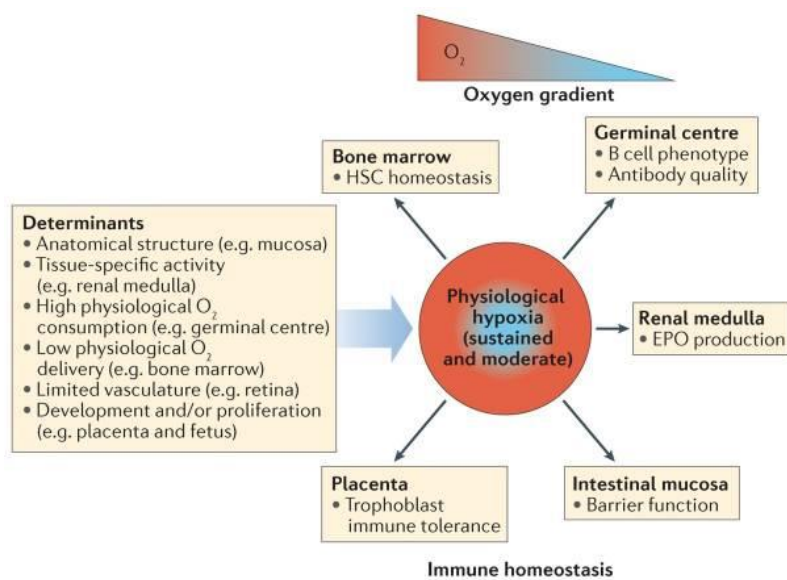 O₂
Oxygen gradient
Bone marrow
• HSC homeostasis
Germinal centre
• B cell phenotype
• Antibody quality
Determinants
• Anatomical structure (e.g. mucosa)
• Tissue-specific activity
(e.g. renal medulla)
• High physiological O₂
consumption (e.g. germinal centre)
• Low physiological O₂
delivery (e.g. bone marrow)
• Limited vasculature (e.g. retina)
• Development and/or proliferation
(e.g. placenta and fetus)
Physiological
hypoxia
(sustained
and moderate)
Renal medulla
• EPO production
Placenta
• Trophoblast
immune tolerance
Intestinal mucosa
• Barrier function
Immune homeostasis